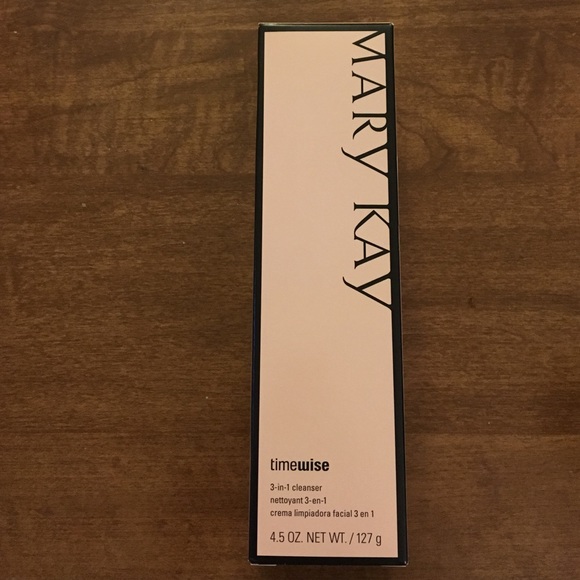 MARY KAY
timewise
3-in-1 cleanser
nettoyant 3-en-1
crema limpiadora facial 3 en 1
4.5 OZ. NET WT. / 127 g